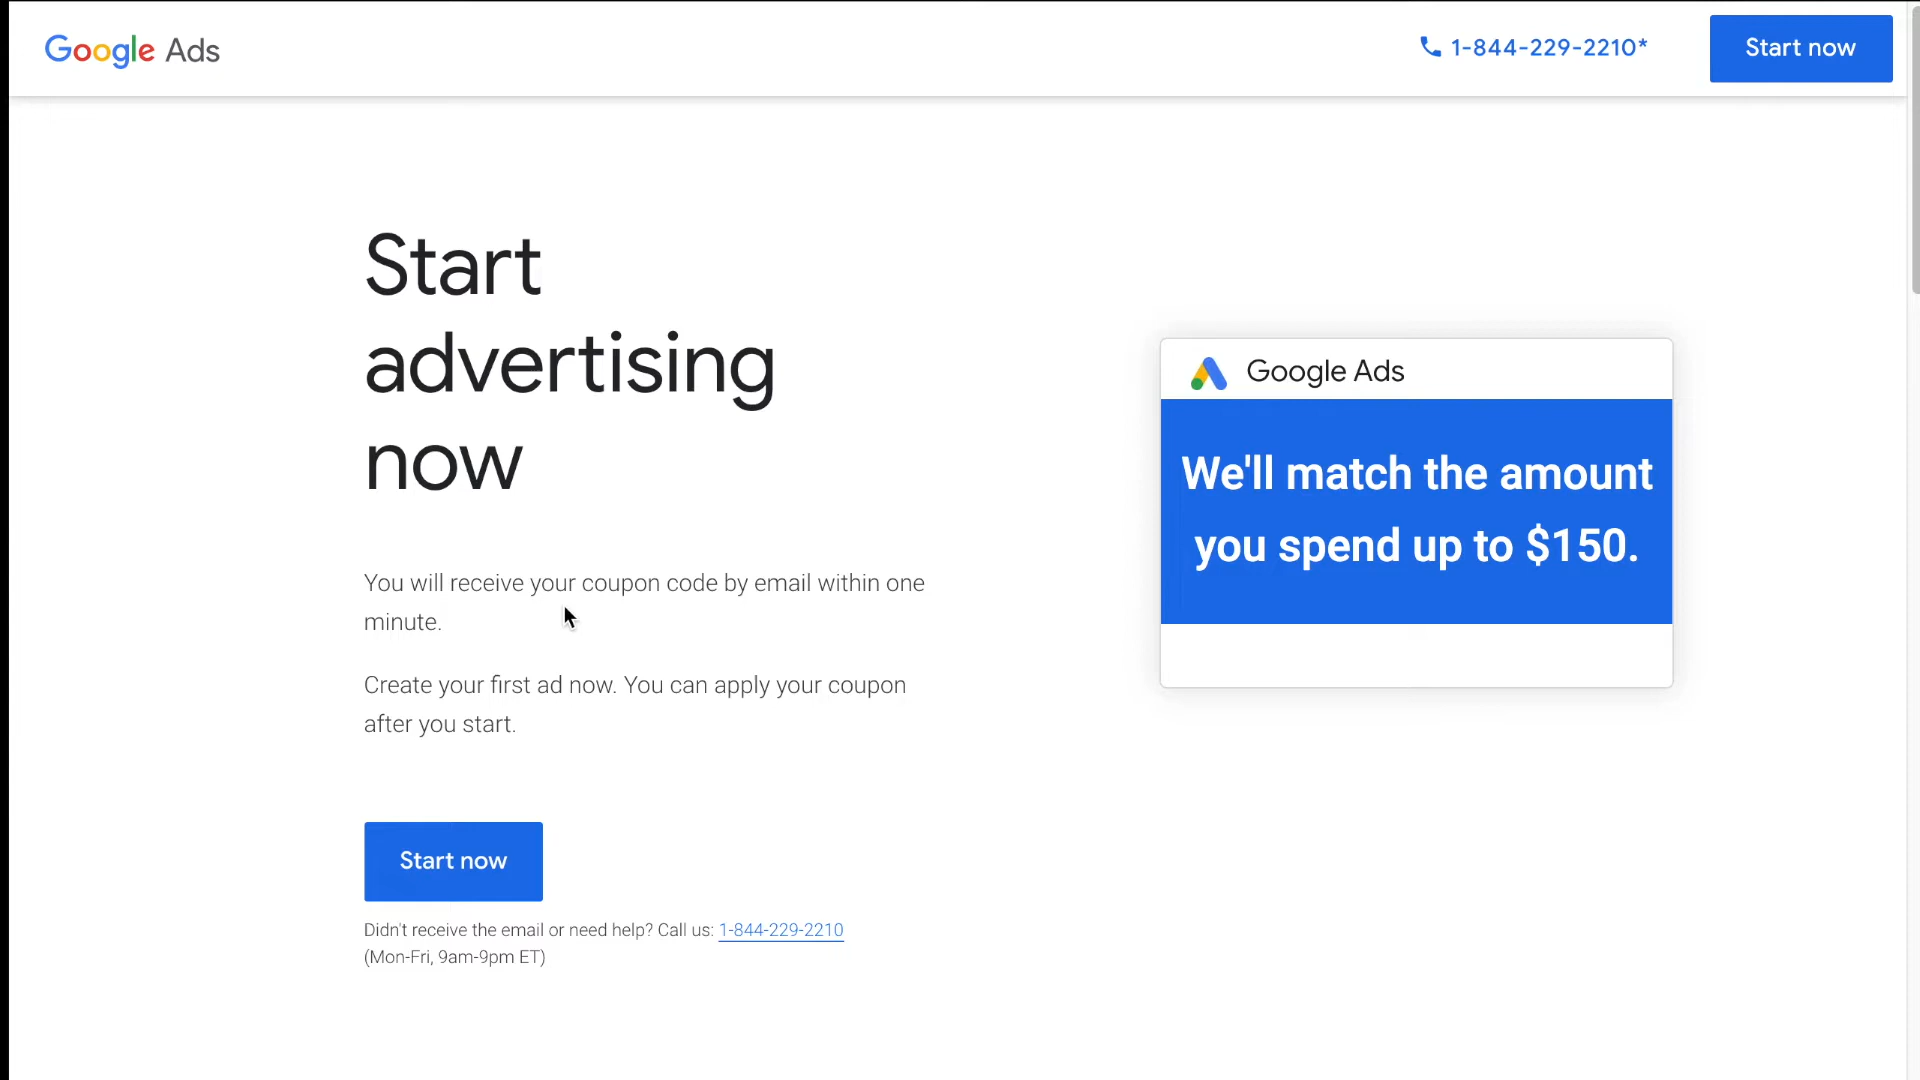 Google Ads
1-844-229-2210*
Start now
Start
advertising
now
You will receive your coupon code by email within one
minute.
Create your first ad now. You can apply your coupon
after you start.
Start now
Didn't receive the email or need help? Call us: 1-844-229-2210
(Mon-Fri, 9am-9pm ET)
Google Ads
We'll match the amount
you spend up to $150.